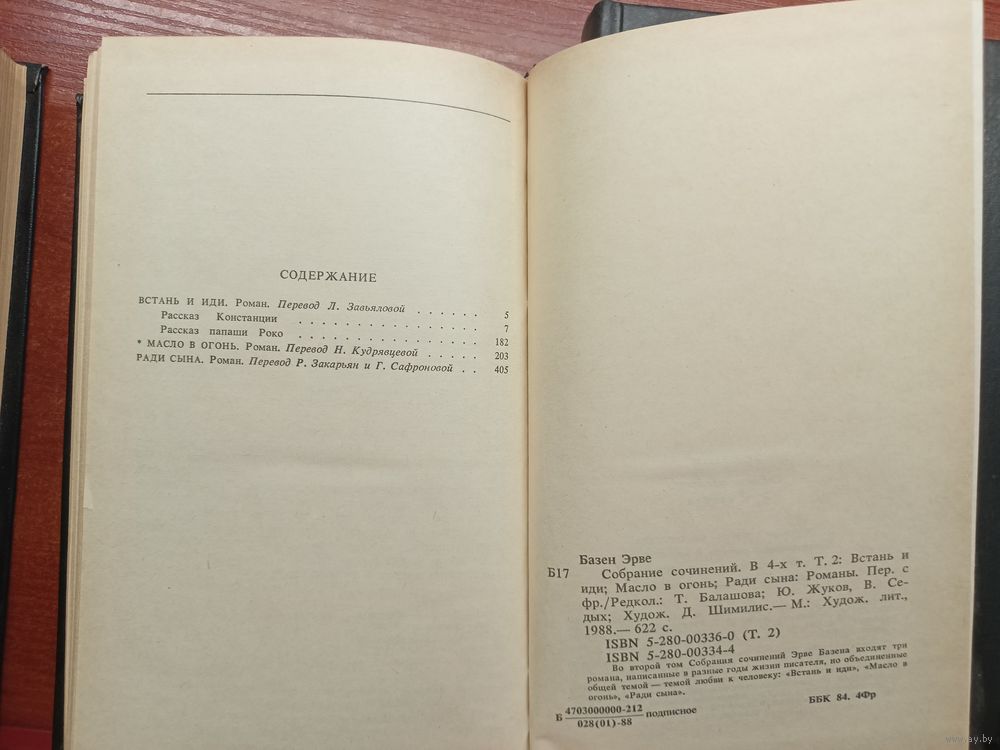 СОДЕРЖАНИЕ
ВСТАНЬ И ИДИ. Роман. Перевод Л. Завьяловой . . . . . . 5
Рассказ Констанции . . . . . . . . . . . . . 7
Рассказ папаши Роко . . . . . . . . . . . . . 182
* МАСЛО В ОГОНЬ. Роман. Перевод Н. Кудрявцевой . . . . . 203
РАДИ СЫНА. Роман. Перевод Р. Закарьян и Г. Сафроновой . . 405
Базен Эрве
Б17 Собрание сочинений. В 4-х т. Т. 2: Встань и
иди; Масло в огонь; Ради сына: Романы. Пер. с
фр./Редкол.: Т. Балашова; Ю. Жуков, В. Се-
дых; Худож. Д. Шимилис.— М.: Худож. лит.,
1988.— 622 с.
ISBN 5-280-00336-0 (Т. 2)
ISBN 5-280-00334-4
Во второй том Собрания сочинений Эрве Базена входят три
романа, написанные в разные годы жизни писателя, но объединенные
общей темой — темой любви к человеку: «Встань и иди», «Масло в
огонь», «Ради сына».
Б 4703000000-212 подписное
028(01)-88
ББК 84. 4Фр
www.ay.by